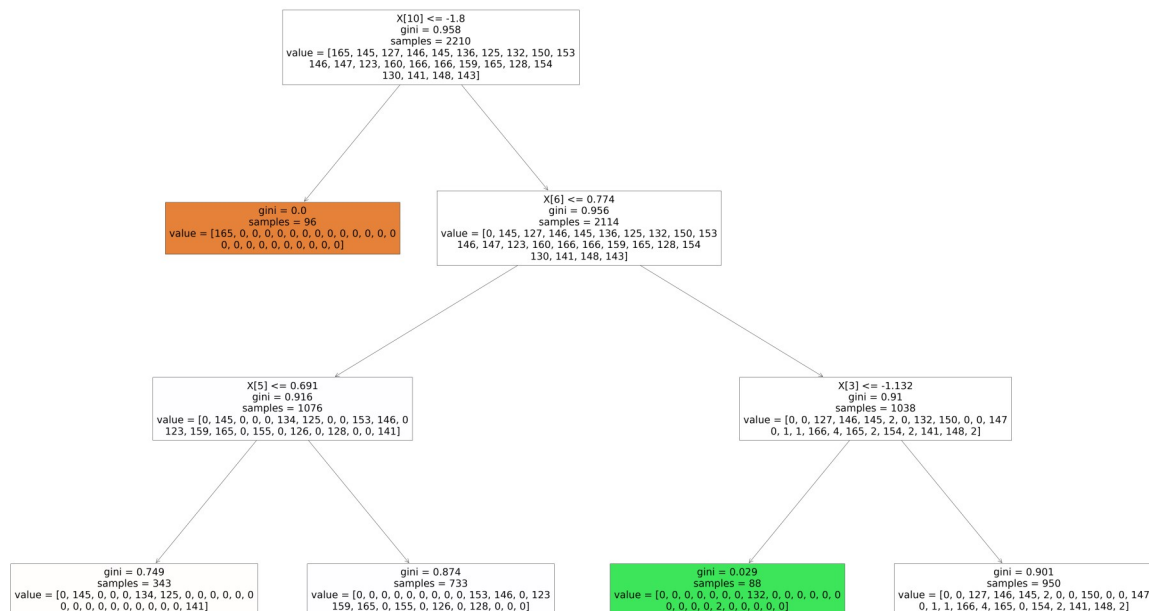 X[10] <= -1.8
gini = 0.958
samples = 2210
value = [165, 145, 127, 146, 145, 136, 125, 132, 150, 153
146, 147, 123, 160, 166, 166, 159, 165, 128, 154
130, 141, 148, 143]
gini = 0.0
samples = 96
value = [165, 0, 0, 0, 0, 0, 0, 0, 0, 0, 0, 0, 0, 0
0, 0, 0, 0, 0, 0, 0, 0, 0, 0]
X[6] <= 0.774
gini = 0.956
samples = 2114
value = [0, 145, 127, 146, 145, 136, 125, 132, 150, 153
146, 147, 123, 160, 166, 166, 159, 165, 128, 154
130, 141, 148, 143]
X[5] <= 0.691
gini = 0.916
samples = 1076
value = [0, 145, 0, 0, 0, 134, 125, 0, 0, 153, 146, 0
123, 159, 165, 0, 155, 0, 126, 0, 128, 0, 0, 141]
X[3] <= -1.132
gini = 0.91
samples = 1038
value = [0, 0, 127, 146, 145, 2, 0, 132, 150, 0, 0, 147
0, 1, 1, 166, 4, 165, 2, 154, 2, 141, 148, 2]
gini = 0.749
samples = 343
value = [0, 145, 0, 0, 0, 134, 125, 0, 0, 0, 0, 0, 0
0, 0, 0, 0, 0, 0, 0, 0, 0, 0, 141]
gini = 0.874
samples = 733
value = [0, 0, 0, 0, 0, 0, 0, 0, 0, 153, 146, 0, 123
159, 165, 0, 155, 0, 126, 0, 128, 0, 0, 0]
gini = 0.029
samples = 88
value = [0, 0, 0, 0, 0, 0, 0, 132, 0, 0, 0, 0, 0, 0
0, 0, 0, 0, 2, 0, 0, 0, 0, 0]
gini = 0.901
samples = 950
value = [0, 0, 127, 146, 145, 2, 0, 0, 150, 0, 0, 147
0, 1, 1, 166, 4, 165, 0, 154, 2, 141, 148, 2]